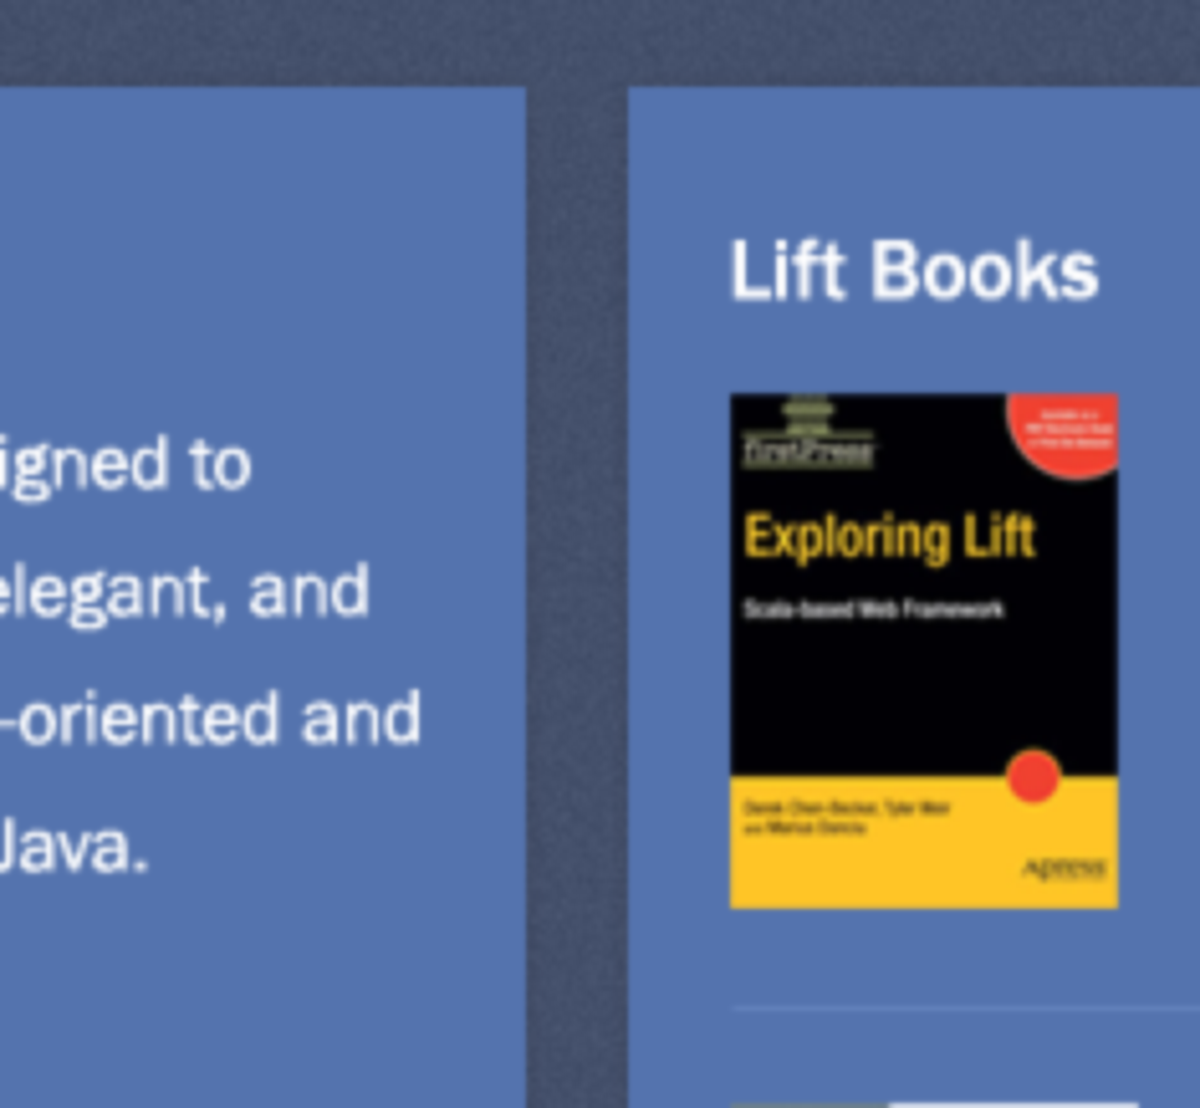 igned to
elegant, and
-oriented and
Java.
Lift Books
firstPress
Exploring Lift
Scala-based Web Framework
Derek Chen-Becker, Tyler Weir
and Marius Danciu
Apress